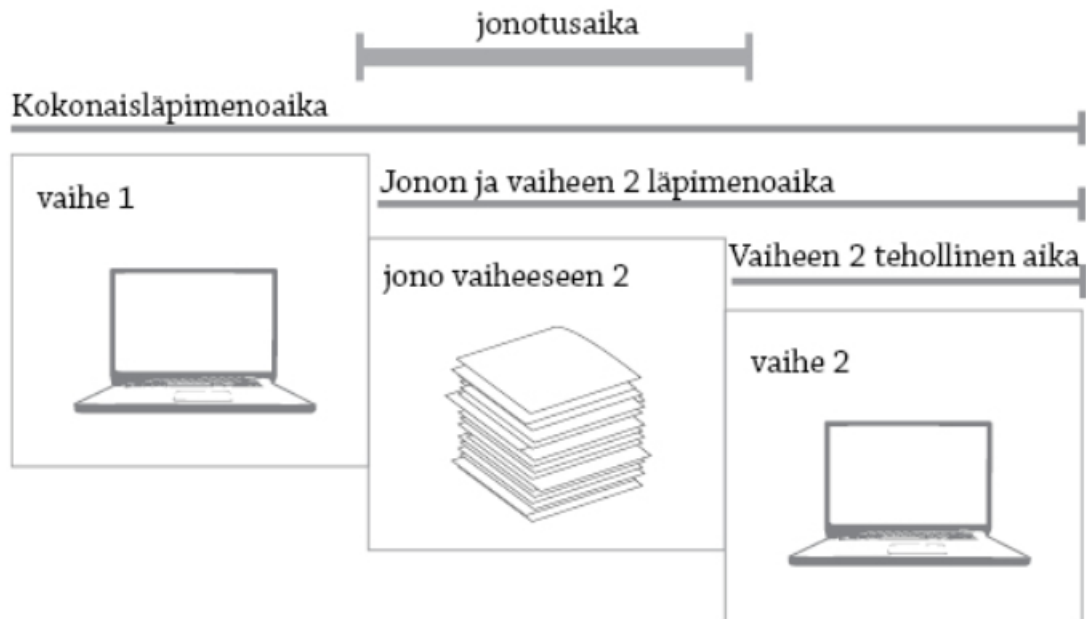 jonotusaika
Kokonaisläpimenoaika
vaihe 1
Jonon ja vaiheen 2 läpimenoaika
jono vaiheeseen 2
Vaiheen 2 tehollinen aika
vaihe 2